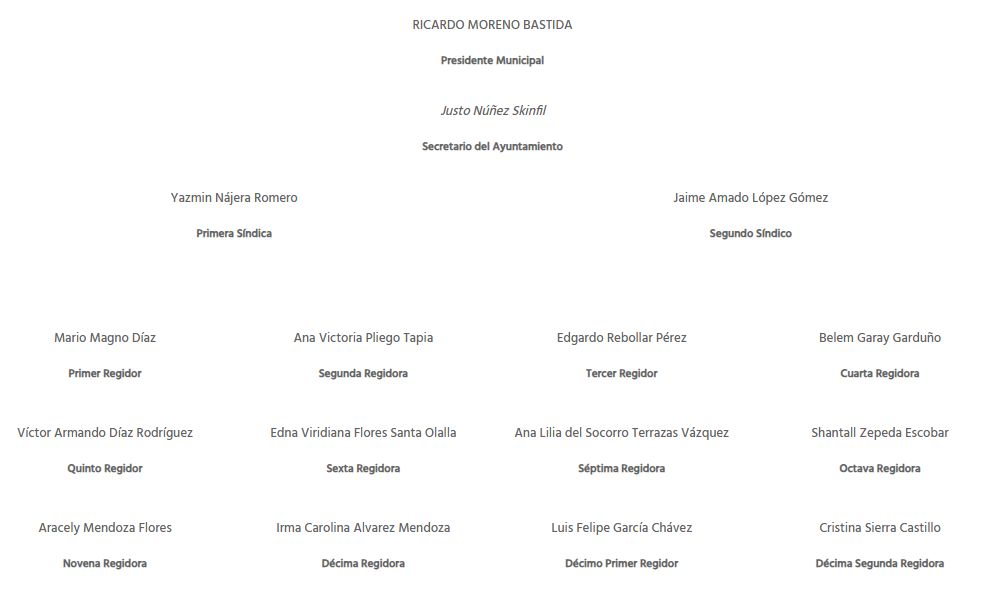 RICARDO MORENO BASTIDA
Presidente Municipal
Justo Núñez Skinfil
Secretario del Ayuntamiento
Yazmin Nájera Romero
Jaime Amado López Gómez
Primera Síndica
Segundo Síndico
Mario Magno Díaz
Ana Victoria Pliego Tapia
Edgardo Rebollar Pérez
Belem Garay Garduño
Primer Regidor
Segunda Regidora
Tercer Regidor
Cuarta Regidora
Víctor Armando Díaz Rodríguez
Edna Viridiana Flores Santa Olalla
Ana Lilia del Socorro Terrazas Vázquez
Shantall Zepeda Escobar
Quinto Regidor
Sexta Regidora
Séptima Regidora
Octava Regidora
Aracely Mendoza Flores
Irma Carolina Alvarez Mendoza
Luis Felipe García Chávez
Cristina Sierra Castillo
Novena Regidora
Décima Regidora
Décimo Primer Regidor
Décima Segunda Regidora